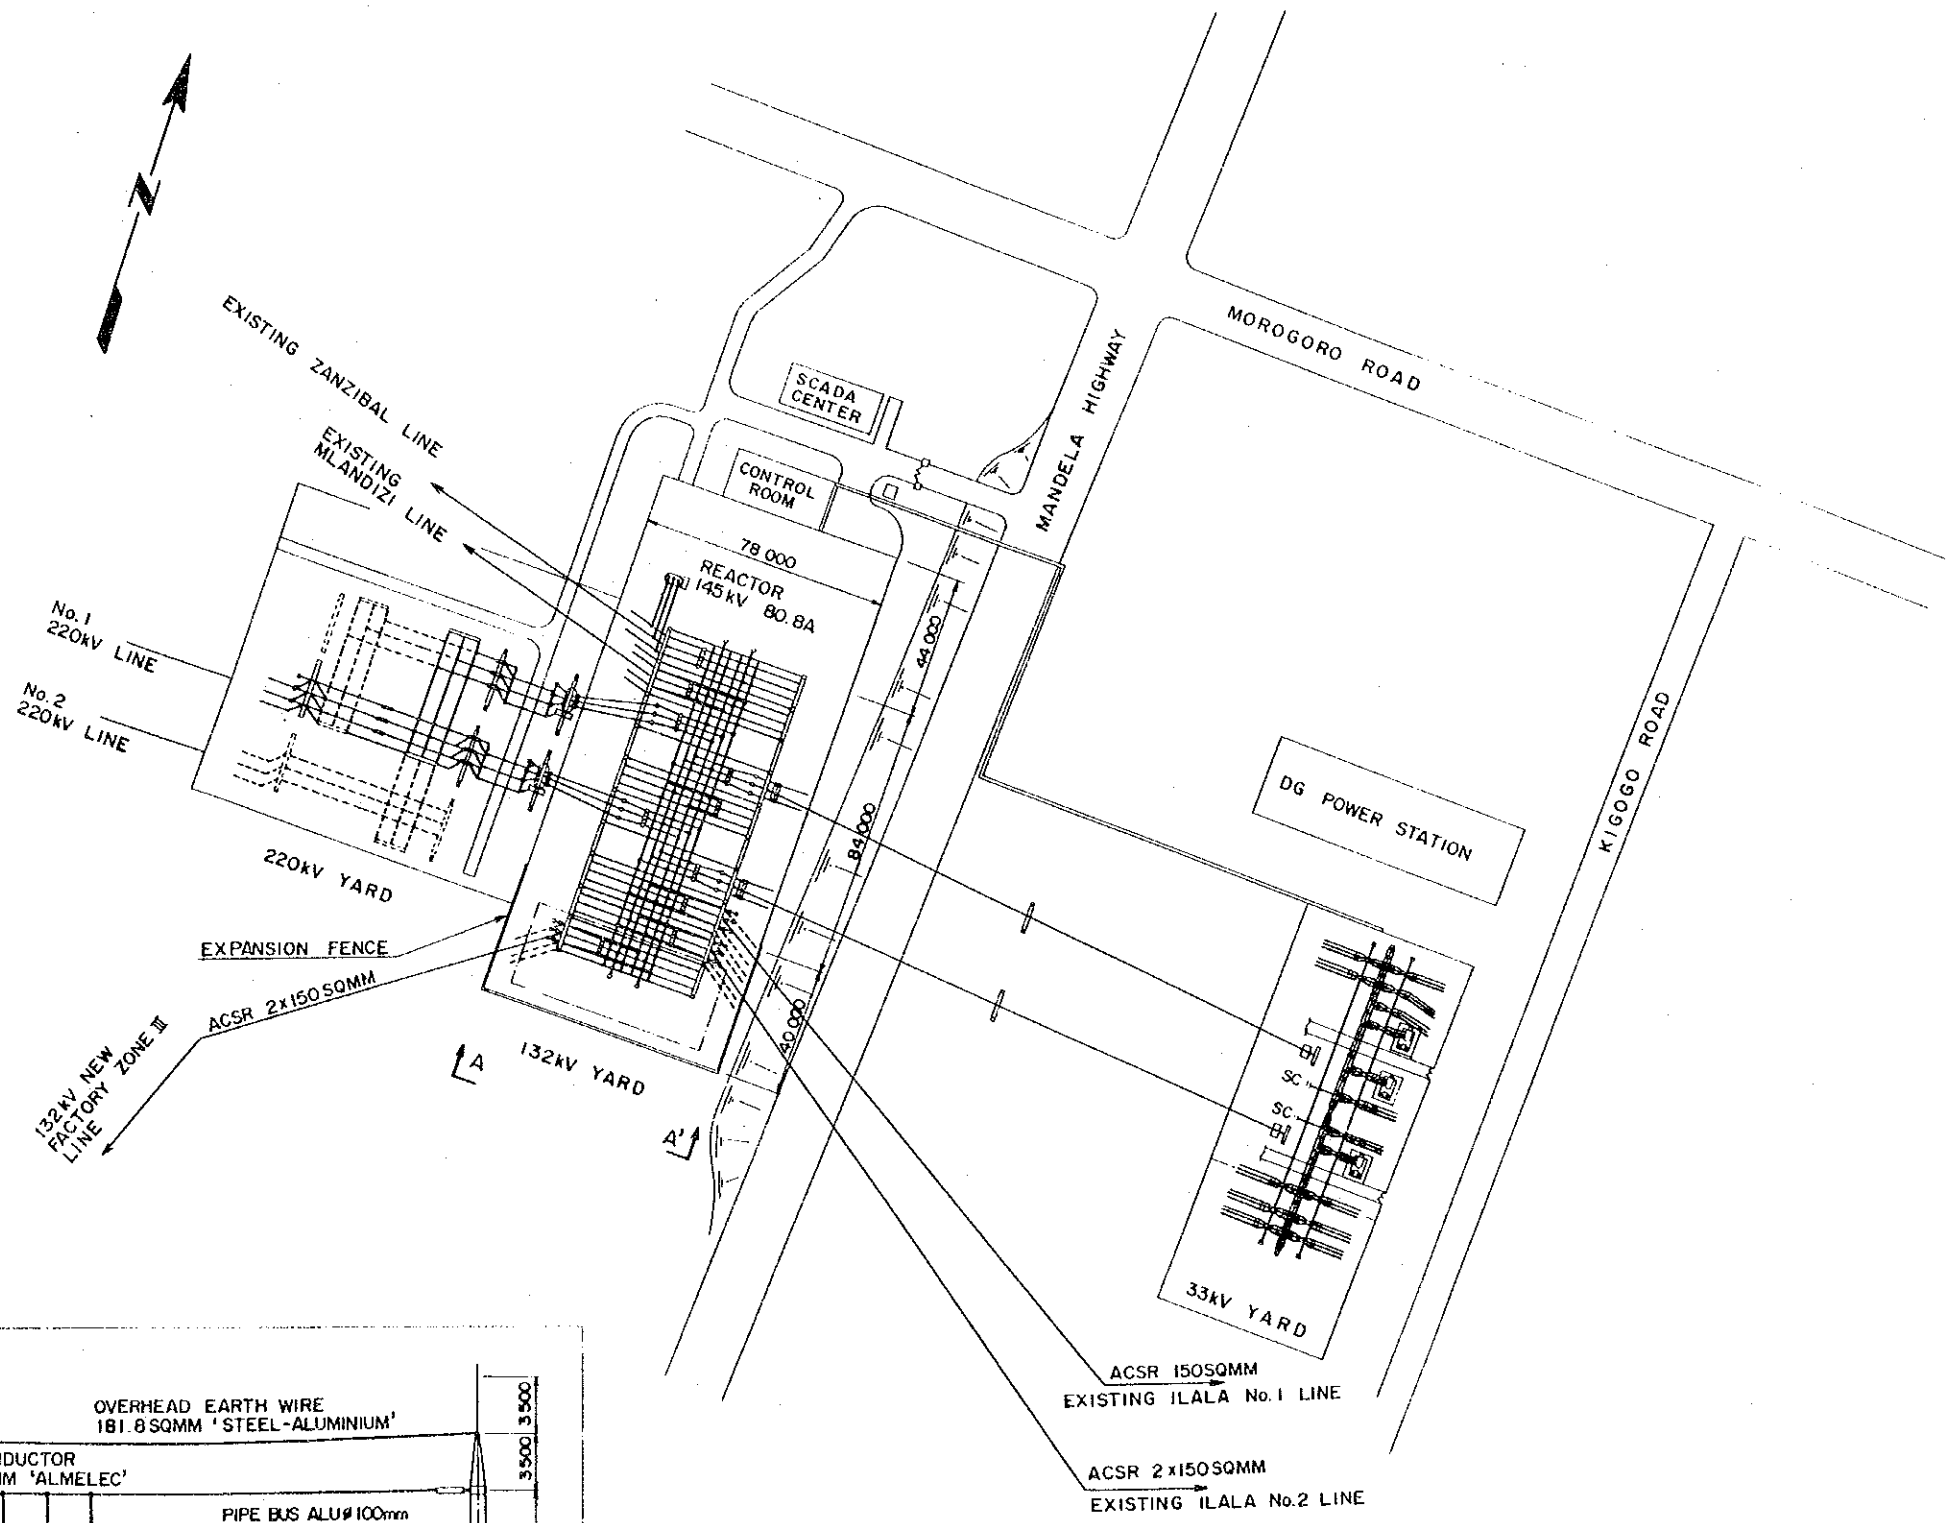 N
MOROGORO ROAD
MANDELA HIGHWAY
EXISTING ZANZIBAL LINE
EXISTING
MLANDIZI LINE
SCADA
CENTER
CONTROL
ROOM
78 000
REACTOR
145kV 80.8A
44 000
No. 1
220kV LINE
No. 2
220kV LINE
KIGOGO ROAD
DG POWER STATION
84 000
220kV YARD
EXPANSION FENCE
ACSR 2x150SQMM
132kV NEW
FACTORY ZONE III
LINE
40 000
A
132kV YARD
A'
SC
SC
33kV YARD
ACSR 150SQMM
EXISTING ILALA No.1 LINE
ACSR 2x150SQMM
EXISTING ILALA No.2 LINE
OVERHEAD EARTH WIRE
181.8SQMM 'STEEL-ALUMINIUM'
3500
3500
NDUCTOR
MM 'ALMELEC'
PIPE BUS ALUø100mm